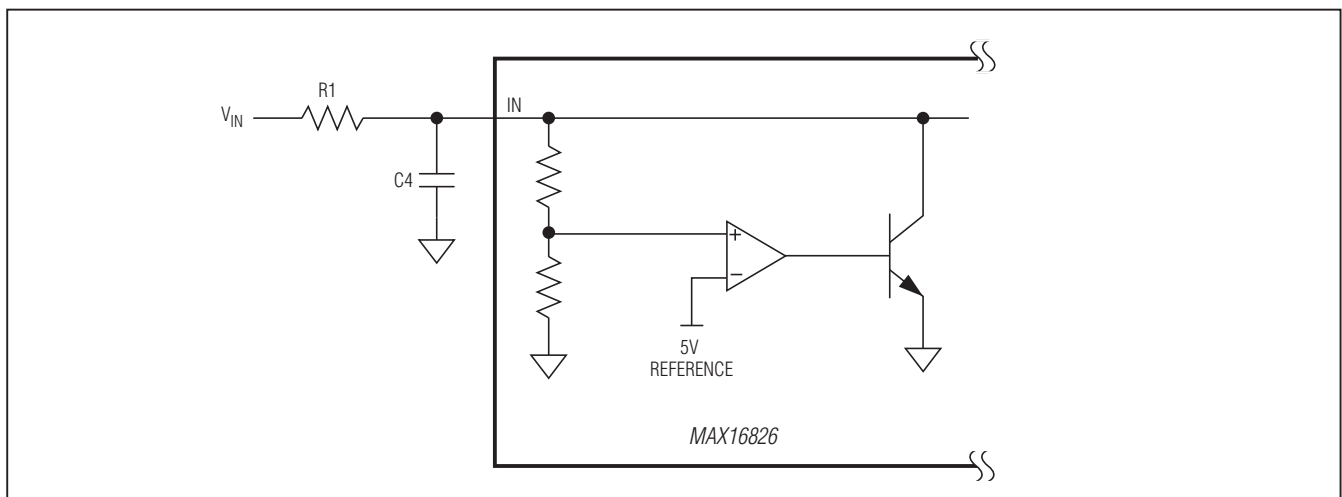 R1
V_IN
IN
C4
+
−
5V
REFERENCE
MAX16826